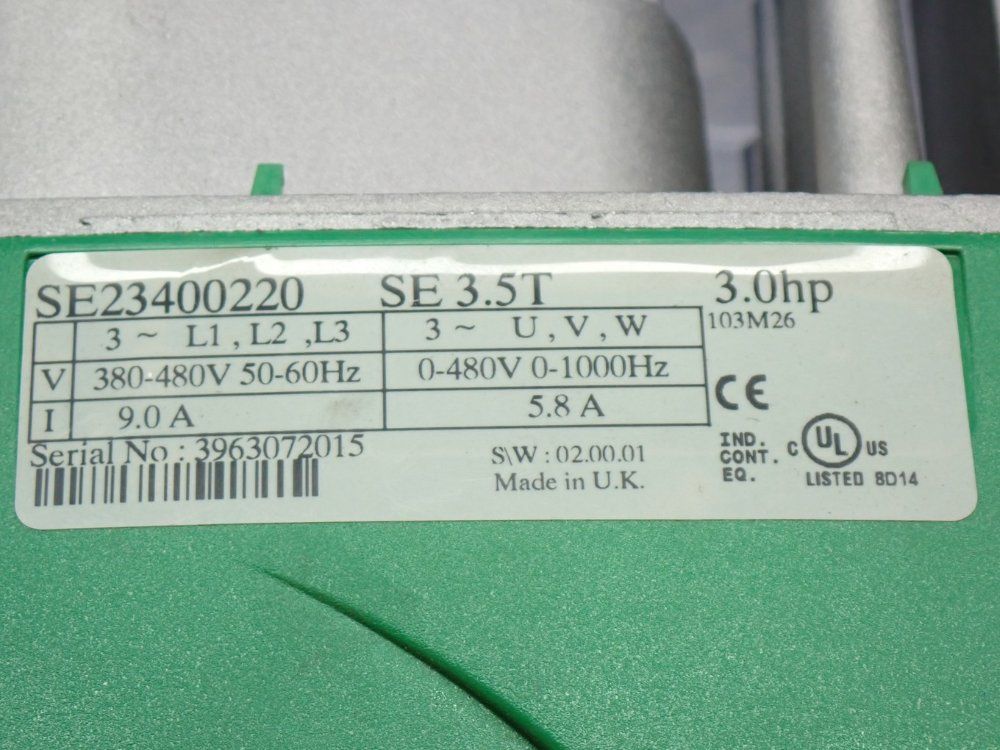 SE23400220 SE 3.5T 3.0hp
103M26
3 ~ L1 , L2 ,L3 3 ~ U , V , W
V 380-480V 50-60Hz 0-480V 0-1000Hz
I 9.0 A 5.8 A
CE
Serial No : 3963072015
S\W : 02.00.01
Made in U.K.
IND.
CONT.
EQ.
C UL US
LISTED 8D14